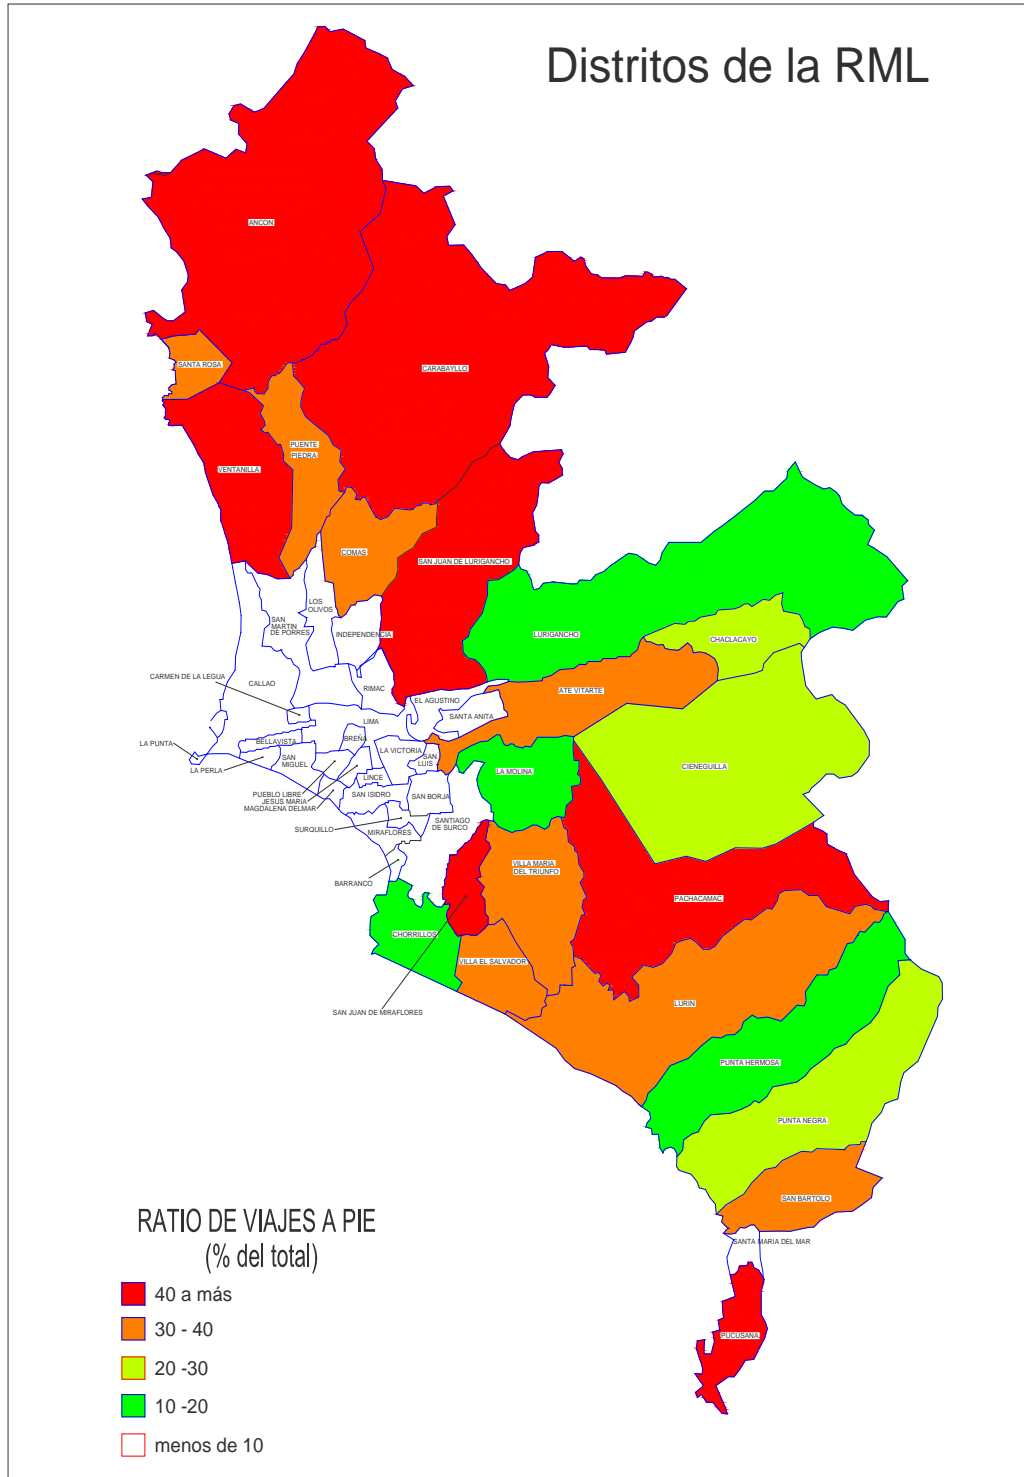 Distritos de la RML
ANCON
SANTA ROSA
CARABAYLLO
PUENTE
PIEDRA
VENTANILLA
COMAS
SAN JUAN DE LURIGANCHO
LOS
OLIVOS
SAN
MARTIN
DE PORRES
INDEPENDENCIA
LURIGANCHO
CHACLACAYO
CARMEN DE LA LEGUA
CALLAO
RIMAC
ATE VITARTE
EL AGUSTINO
SANTA ANITA
LIMA
LA PUNTA
BELLAVISTA
BREÑA
LA VICTORIA
SAN
LUIS
LA PERLA
SAN
MIGUEL
LA MOLINA
CIENEGUILLA
LINCE
PUEBLO LIBRE
JESUS MARIA
MAGDALENA DELMAR
SAN ISIDRO
SAN BORJA
SURQUILLO
MIRAFLORES
SANTIAGO
DE SURCO
BARRANCO
VILLA MARIA
DEL TRIUNFO
PACHACAMAC
CHORRILLOS
VILLA EL SALVADOR
SAN JUAN DE MIRAFLORES
LURIN
PUNTA HERMOSA
PUNTA NEGRA
SAN BARTOLO
SANTA MARIA DEL MAR
PUCUSANA
RATIO DE VIAJES A PIE
(% del total)
40 a más
30 - 40
20 -30
10 -20
menos de 10